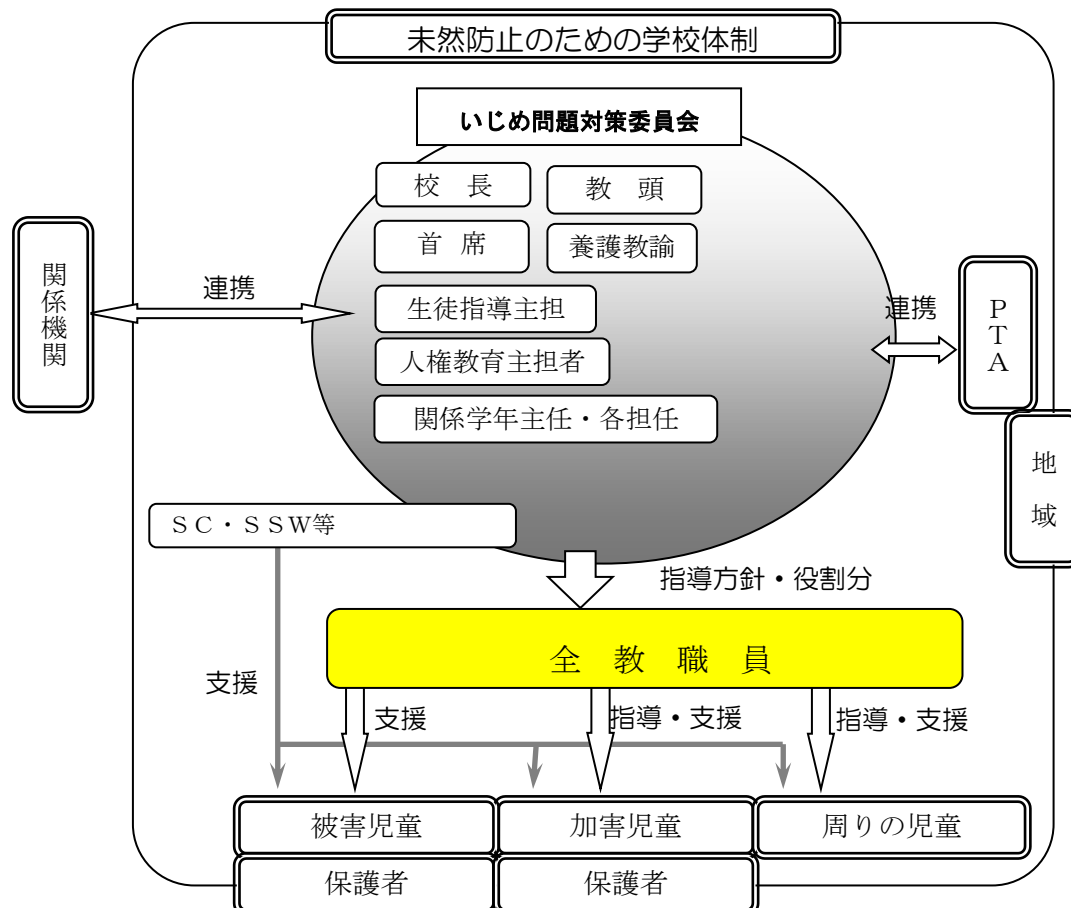 未然防止のための学校体制
いじめ問題対策委員会
校　長
教　頭
首　席
養護教諭
関係機関
連携
生徒指導主担
連携
PTA
人権教育主担者
関係学年主任・各担任
地域
ＳＣ・ＳＳＷ等
指導方針・役割分
全　教　職　員
支援
支援
指導・支援
指導・支援
被害児童
加害児童
周りの児童
保護者
保護者